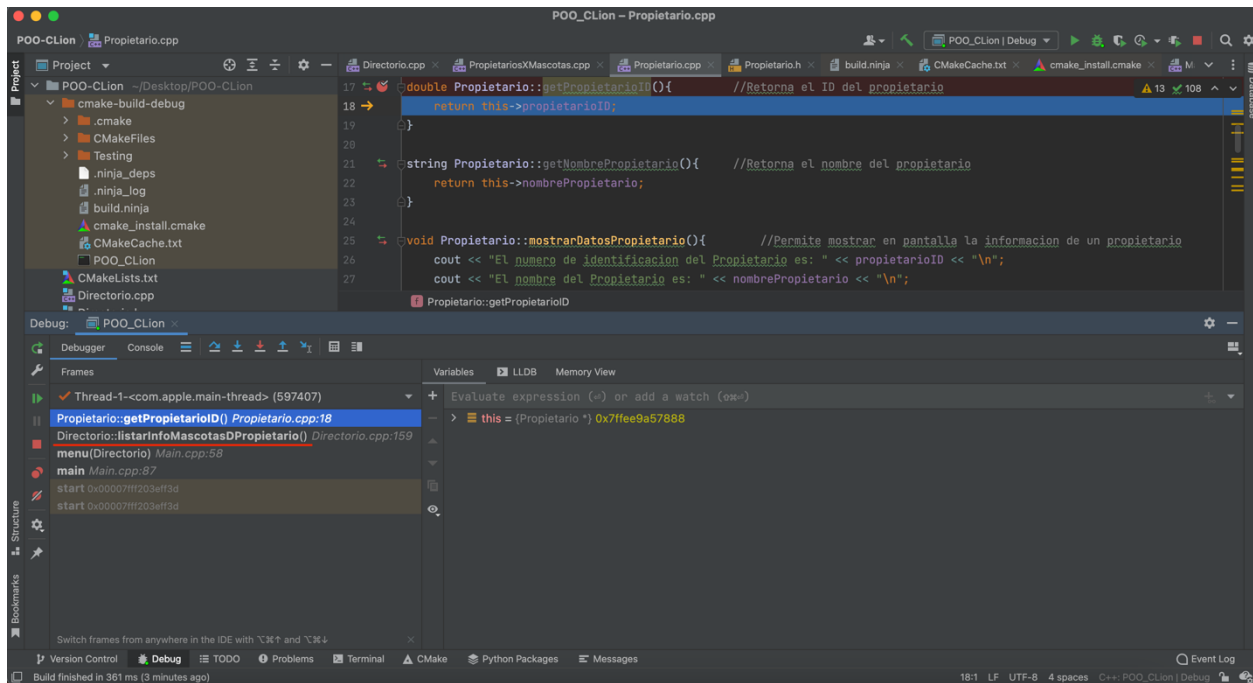 POO_CLion – Propietario.cpp
POO-CLion Propietario.cpp POO_CLion | Debug
Project Directorio.cpp PropietariosXMascotas.cpp Propietario.cpp Propietario.h build.ninja CMakeCache.txt cmake_install.cmake M
Project
POO-CLion ~/Desktop/POO-CLion
cmake-build-debug
.cmake
CMakeFiles
Testing
.ninja_deps
.ninja_log
build.ninja
cmake_install.cmake
CMakeCache.txt
POO_CLion
CMakeLists.txt
Directorio.cpp
17 double Propietario::getPropietarioID(){ //Retorna el ID del propietario
13 108
18 return this->propietarioID;
19 }
20
21 string Propietario::getNombrePropietario(){ //Retorna el nombre del propietario
22 return this->nombrePropietario;
23 }
24
25 void Propietario::mostrarDatosPropietario(){ //Permite mostrar en pantalla la informacion de un propietario
26 cout << "El numero de identificacion del Propietario es: " << propietarioID << "\n";
27 cout << "El nombre del Propietario es: " << nombrePropietario << "\n";
f Propietario::getPropietarioID
Debug: POO_CLion
Debugger Console
Frames
Thread-1-<com.apple.main-thread> (597407)
Propietario::getPropietarioID() Propietario.cpp:18
Directorio::listarInfoMascotasDPropietario() Directorio.cpp:159
menu(Directorio) Main.cpp:58
main Main.cpp:87
start 0x00007fff203eff3d
start 0x00007fff203eff3d
Switch frames from anywhere in the IDE with ⌥⌘↑ and ⌥⌘↓
Variables LLDB Memory View
Evaluate expression (⏎) or add a watch (⇧⌘⏎)
this = {Propietario *} 0x7ffee9a57888
Structure
Bookmarks
Version Control Debug TODO Problems Terminal CMake Python Packages Messages Event Log
Build finished in 361 ms (3 minutes ago) 18:1 LF UTF-8 4 spaces C++: POO_CLion | Debug